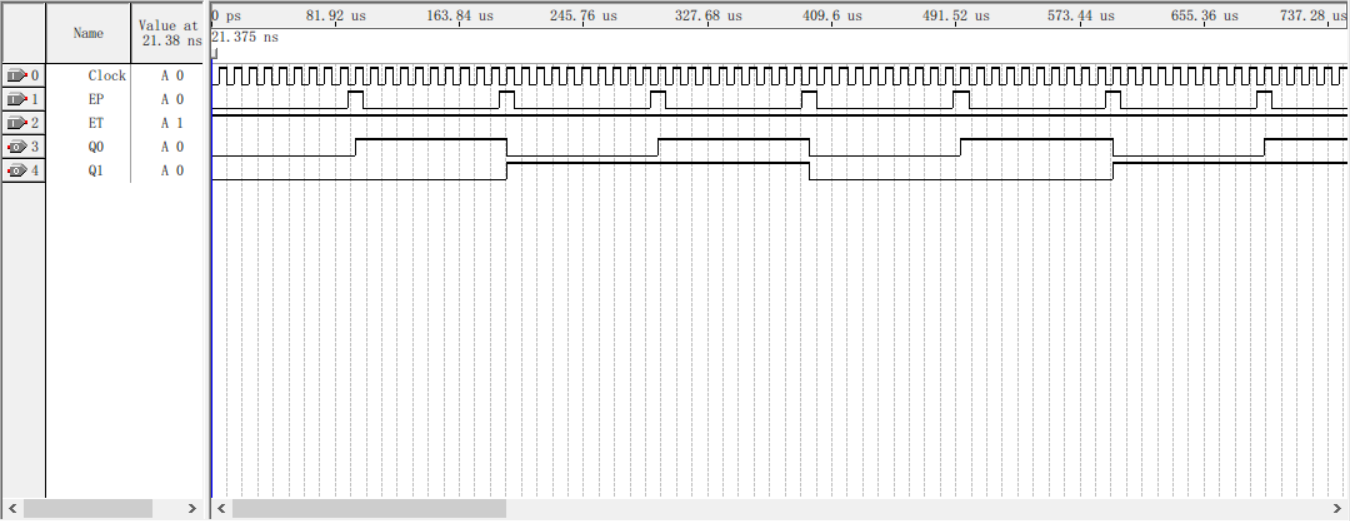 Name
Value at
21.38 ns
0 ps 81.92 us 163.84 us 245.76 us 327.68 us 409.6 us 491.52 us 573.44 us 655.36 us 737.28 us
21.375 ns
0 Clock A 0
1 EP A 0
2 ET A 1
3 Q0 A 0
4 Q1 A 0